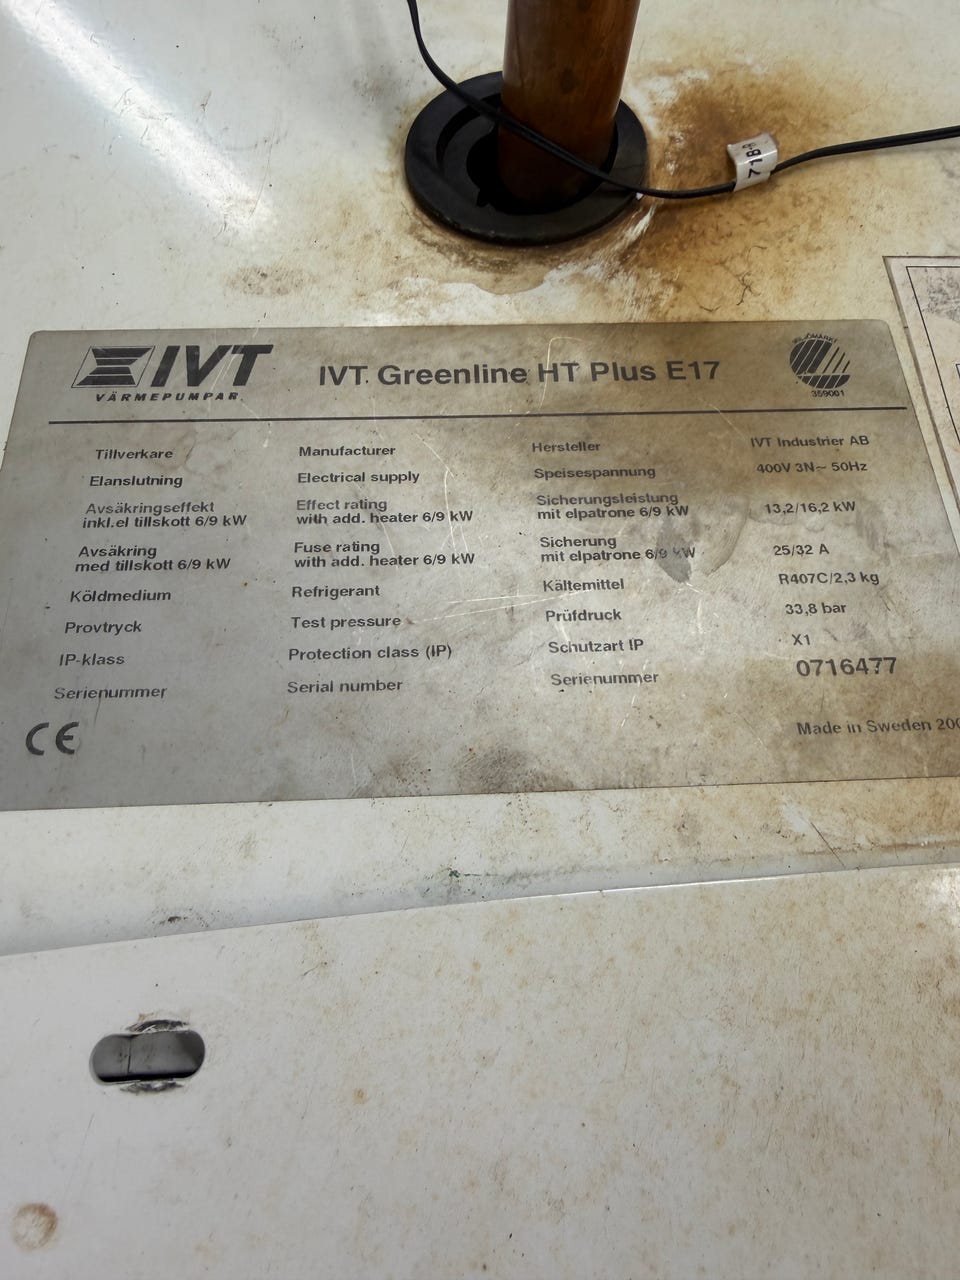 718-
IVT
VÄRMEPUMPAR
IVT Greenline HT Plus E17
359001
Tillverkare Manufacturer Hersteller IVT Industrier AB
Elanslutning Electrical supply Speisespannung 400V 3N~ 50Hz
Avsäkringseffekt Effect rating Sicherungsleistung 13,2/16,2 kW
inkl.el tillskott 6/9 kW with add. heater 6/9 kW mit elpatrone 6/9 kW
Avsäkring Fuse rating Sicherung 25/32 A
med tillskott 6/9 kW with add. heater 6/9 kW mit elpatrone 6/9 kW
Köldmedium Refrigerant Kältemittel R407C/2,3 kg
Provtryck Test pressure Prüfdruck 33,8 bar
IP-klass Protection class (IP) Schutzart IP X1
Serienummer Serial number Serienummer 0716477
CE Made in Sweden 200